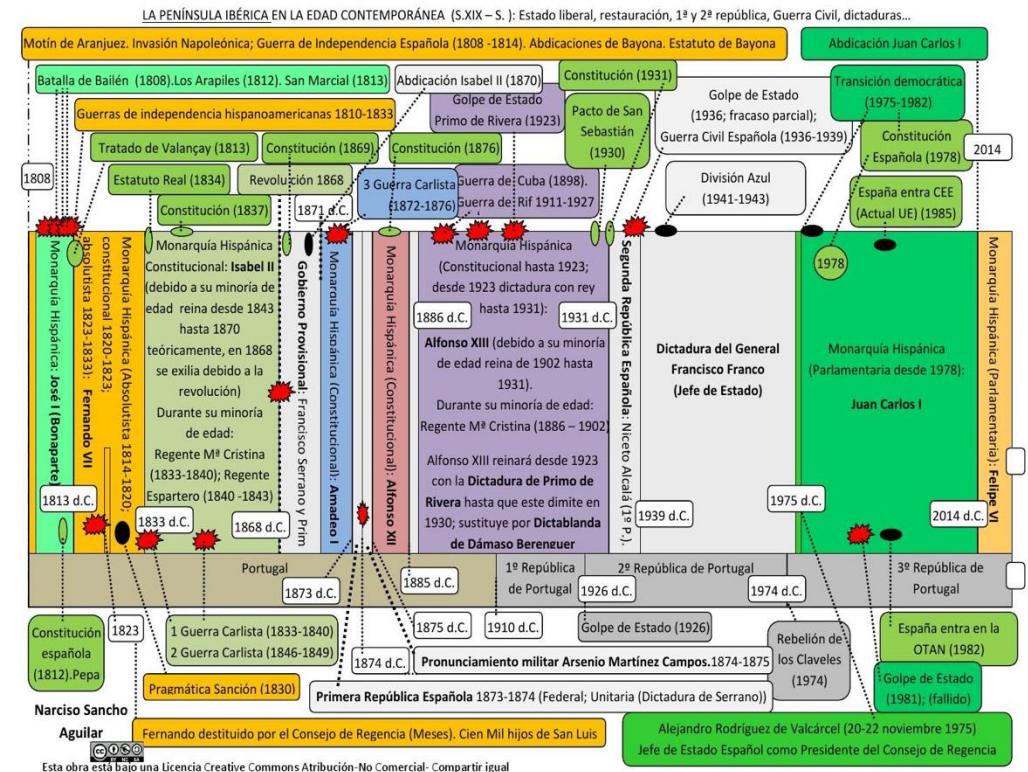 LA PENÍNSULA IBÉRICA EN LA EDAD CONTEMPORÁNEA (S.XIX – S. ): Estado liberal, restauración, 1ª y 2ª república, Guerra Civil, dictaduras…
Motín de Aranjuez. Invasión Napoleónica; Guerra de Independencia Española (1808 -1814). Abdicaciones de Bayona. Estatuto de Bayona
Abdicación Juan Carlos I
Batalla de Bailén (1808).Los Arapiles (1812). San Marcial (1813)
Abdicación Isabel II (1870)
Constitución (1931)
Transición democrática
(1975-1982)
Guerras de independencia hispanoamericanas 1810-1833
Golpe de Estado
Primo de Rivera (1923)
Pacto de San
Sebastián
(1930)
Golpe de Estado
(1936; fracaso parcial);
Guerra Civil Española (1936-1939)
Constitución
Española (1978)
2014
Tratado de Valançay (1813)
Constitución (1869)
Constitución (1876)
1808
Estatuto Real (1834)
Revolución 1868
3 Guerra Carlista
(1872-1876)
Guerra de Cuba (1898).
Guerra de Rif 1911-1927
División Azul
(1941-1943)
España entra CEE
(Actual UE) (1985)
Constitución (1837)
1871 d.C.
Monarquía Hispánica: José I (Bonaparte)
Monarquía Hispánica (Absolutista 1814-1820;
constitucional 1820-1823;
absolutista 1823-1833): Fernando VII
Monarquía Hispánica
Constitucional: Isabel II
(debido a su minoría de
edad reina desde 1843
hasta 1870
teóricamente, en 1868
se exilia debido a la
revolución)
Durante su minoría
de edad:
Regente Mª Cristina
(1833-1840); Regente
Espartero (1840 -1843)
Gobierno Provisional: Francisco Serrano y Prim
Monarquía Hispánica (Constitucional): Amadeo I
Monarquía Hispánica (Constitucional): Alfonso XII
Monarquía Hispánica
(Constitucional hasta 1923;
desde 1923 dictadura con rey
hasta 1931):
Alfonso XIII (debido a su minoría
de edad reina de 1902 hasta
1931).
Durante su minoría de edad:
Regente Mª Cristina (1886 – 1902)
Alfonso XIII reinará desde 1923
con la Dictadura de Primo de
Rivera hasta que este dimite en
1930; sustituye por Dictablanda
de Dámaso Berenguer
1886 d.C.
1931 d.C.
Segunda República Española: Niceto Alcalá (1º P.).
Dictadura del General
Francisco Franco
(Jefe de Estado)
1978
Monarquía Hispánica
(Parlamentaria desde 1978):
Juan Carlos I
Monarquía Hispánica (Parlamentaria): Felipe VI
1813 d.C.
1833 d.C.
1868 d.C.
1939 d.C.
1975 d.C.
2014 d.C.
Portugal
1873 d.C.
1885 d.C.
1º República
de Portugal
1926 d.C.
2º República de Portugal
1974 d.C.
3º República de
Portugal
Constitución
española
(1812).Pepa
1823
1 Guerra Carlista (1833-1840)
2 Guerra Carlista (1846-1849)
1875 d.C.
1910 d.C.
Golpe de Estado (1926)
Rebelión de
los Claveles
(1974)
España entra en la
OTAN (1982)
1874 d.C.
Pronunciamiento militar Arsenio Martínez Campos.1874-1875
Pragmática Sanción (1830)
Primera República Española 1873-1874 (Federal; Unitaria (Dictadura de Serrano))
Golpe de Estado
(1981); (fallido)
Narciso Sancho
Aguilar
Fernando destituido por el Consejo de Regencia (Meses). Cien Mil hijos de San Luis
Alejandro Rodríguez de Valcárcel (20-22 noviembre 1975)
Jefe de Estado Español como Presidente del Consejo de Regencia
Esta obra está bajo una Licencia Creative Commons Atribución-No Comercial- Compartir igual